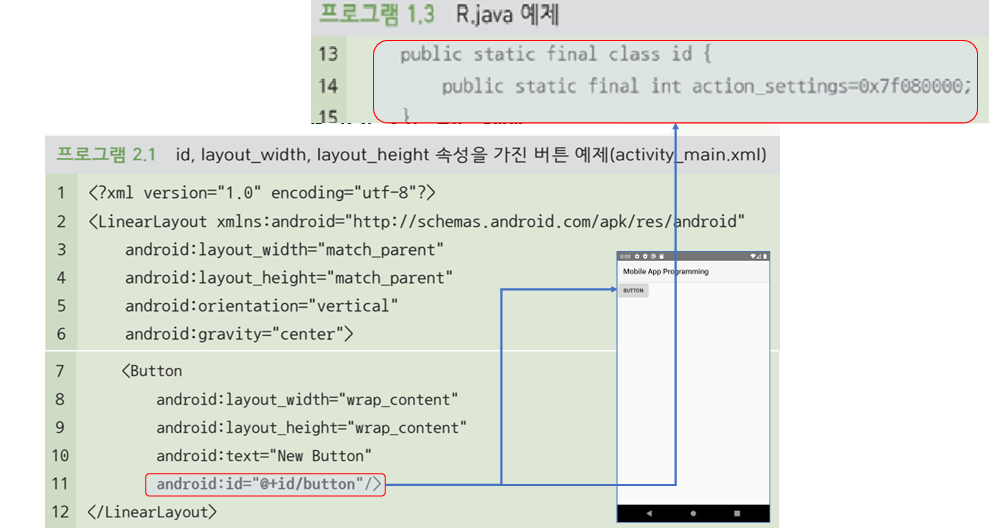 프로그램 1.3 R.java 예제
13 public static final class id {
14 public static final int action_settings=0x7f080000;
15 }
프로그램 2.1 id, layout_width, layout_height 속성을 가진 버튼 예제(activity_main.xml)
1 <?xml version="1.0" encoding="utf-8"?>
2 <LinearLayout xmlns:android="http://schemas.android.com/apk/res/android"
3 android:layout_width="match_parent"
4 android:layout_height="match_parent"
5 android:orientation="vertical"
6 android:gravity="center">
7 <Button
8 android:layout_width="wrap_content"
9 android:layout_height="wrap_content"
10 android:text="New Button"
11 android:id="@+id/button"/>
12 </LinearLayout>
Mobile App Programming
BUTTON